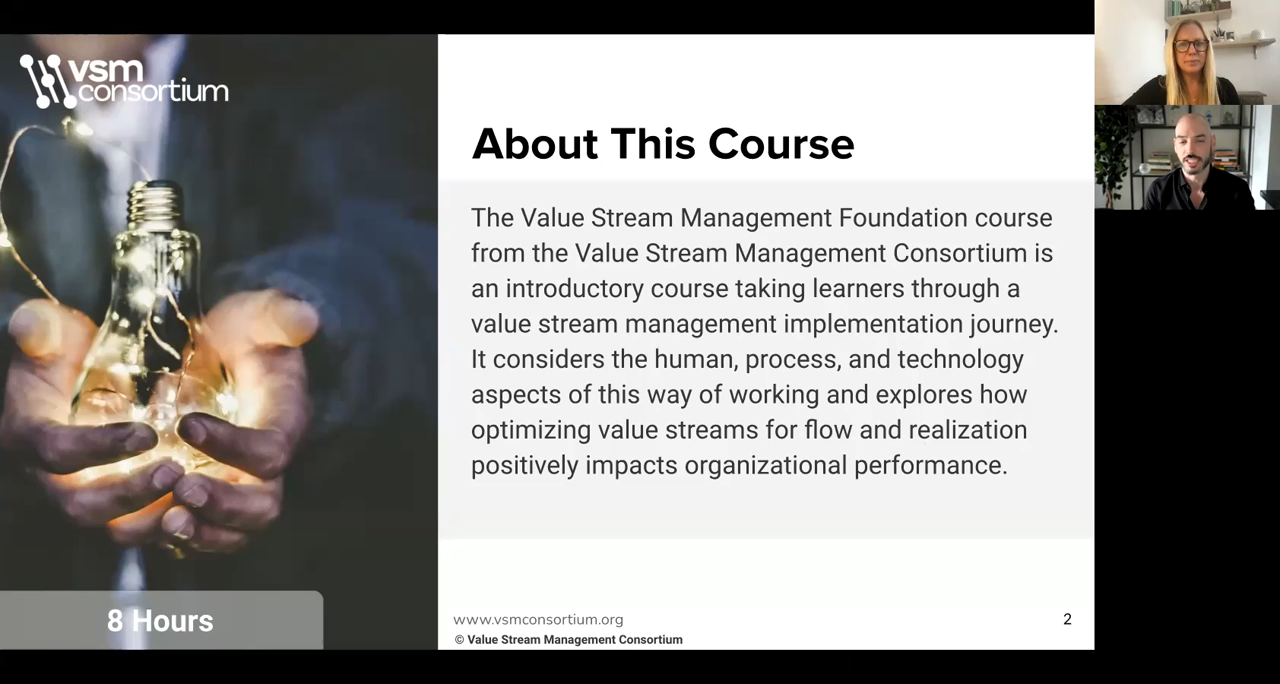 vsm
consortium
About This Course
The Value Stream Management Foundation course
from the Value Stream Management Consortium is
an introductory course taking learners through a
value stream management implementation journey.
It considers the human, process, and technology
aspects of this way of working and explores how
optimizing value streams for flow and realization
positively impacts organizational performance.
8 Hours
www.vsmconsortium.org
2
© Value Stream Management Consortium